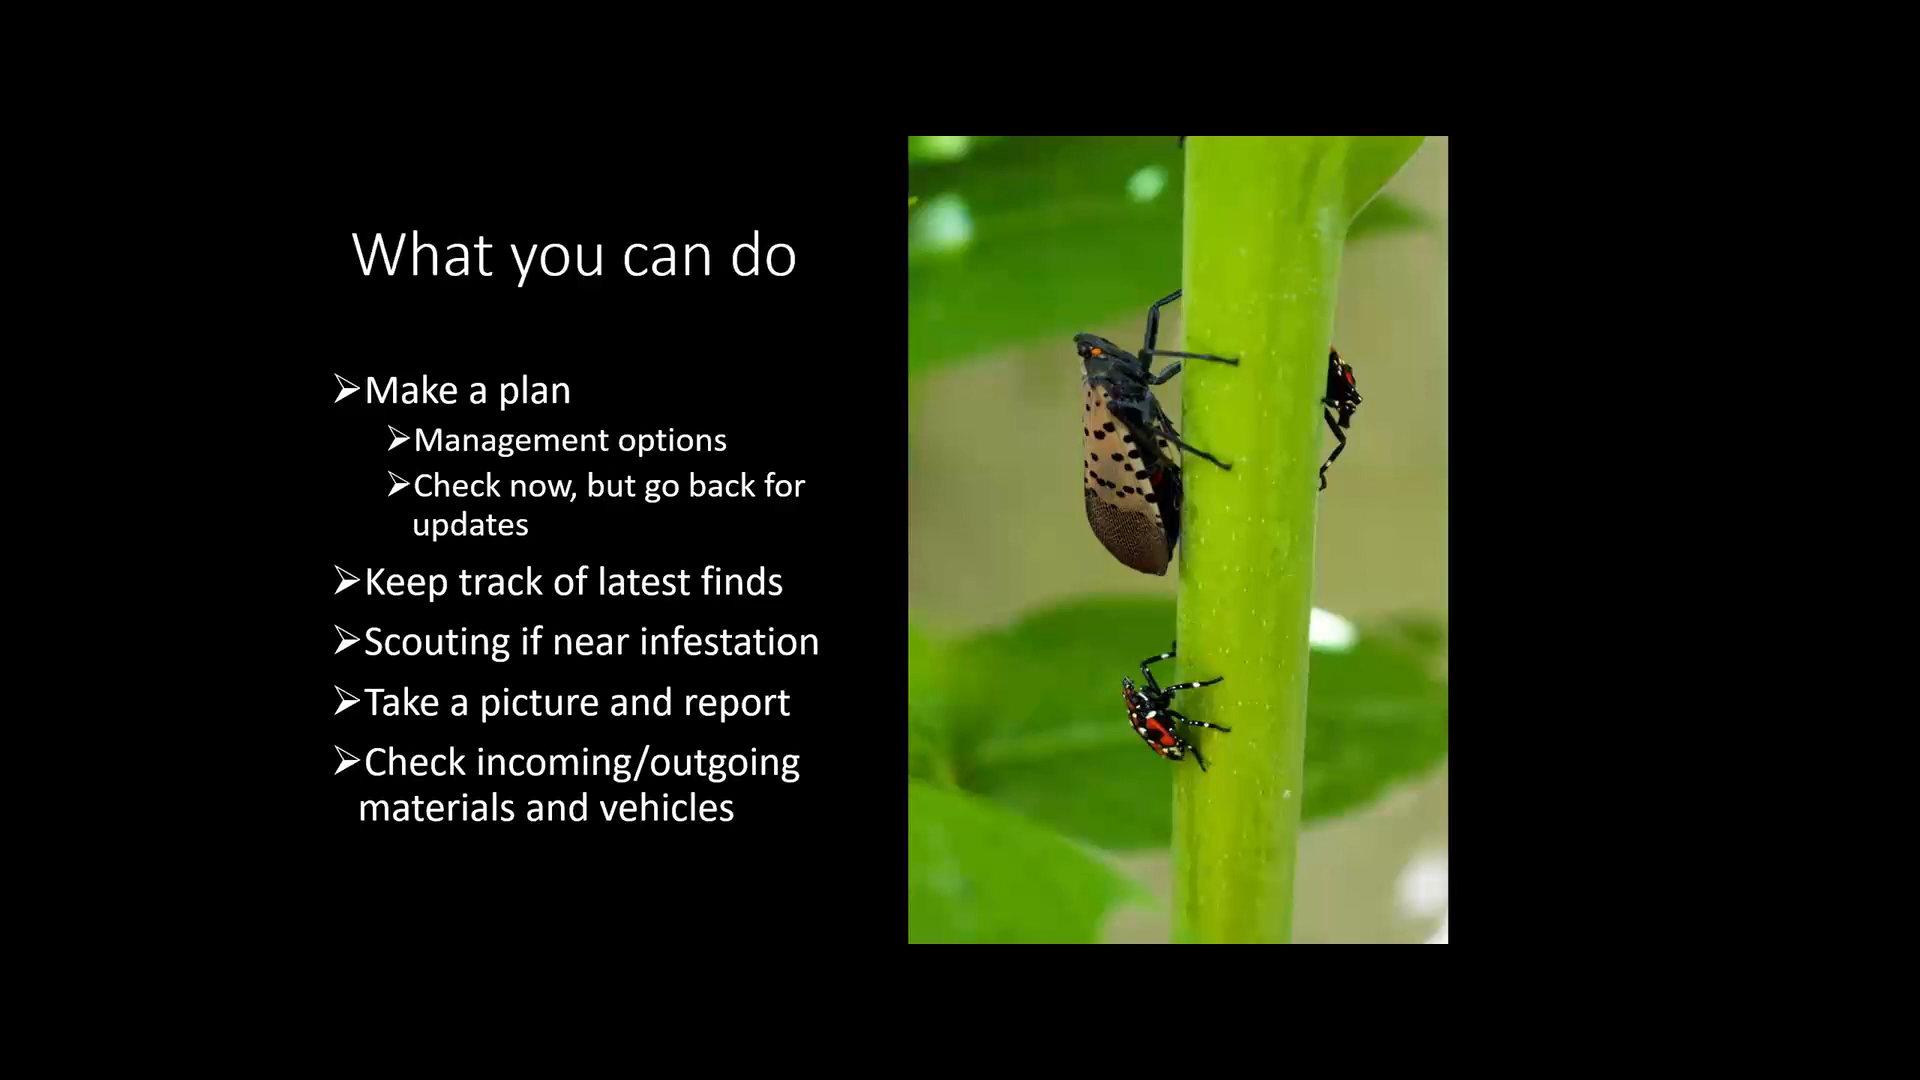 What you can do
➢Make a plan
➢Management options
➢Check now, but go back for
updates
➢Keep track of latest finds
➢Scouting if near infestation
➢Take a picture and report
➢Check incoming/outgoing
materials and vehicles